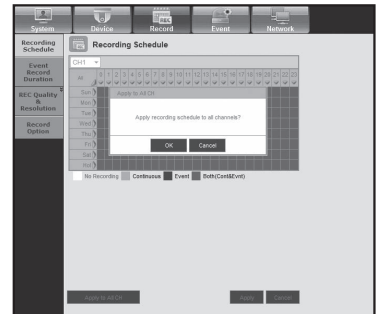 System Device Record Event Network
Recording Schedule
Recording
Schedule
Event
Record
Duration
REC Quality
&
Resolution
Record
Option
CH1
All 0 1 2 3 4 5 6 7 8 9 10 11 12 13 14 15 16 17 18 19 20 21 22 23
Sun
Mon
Tue
Wed
Thu
Fri
Sat
Hol
Apply to All CH
Apply recording schedule to all channels?
OK Cancel
No Recording Continuous Event Both(Cont&Evnt)
Apply to All CH Apply Cancel